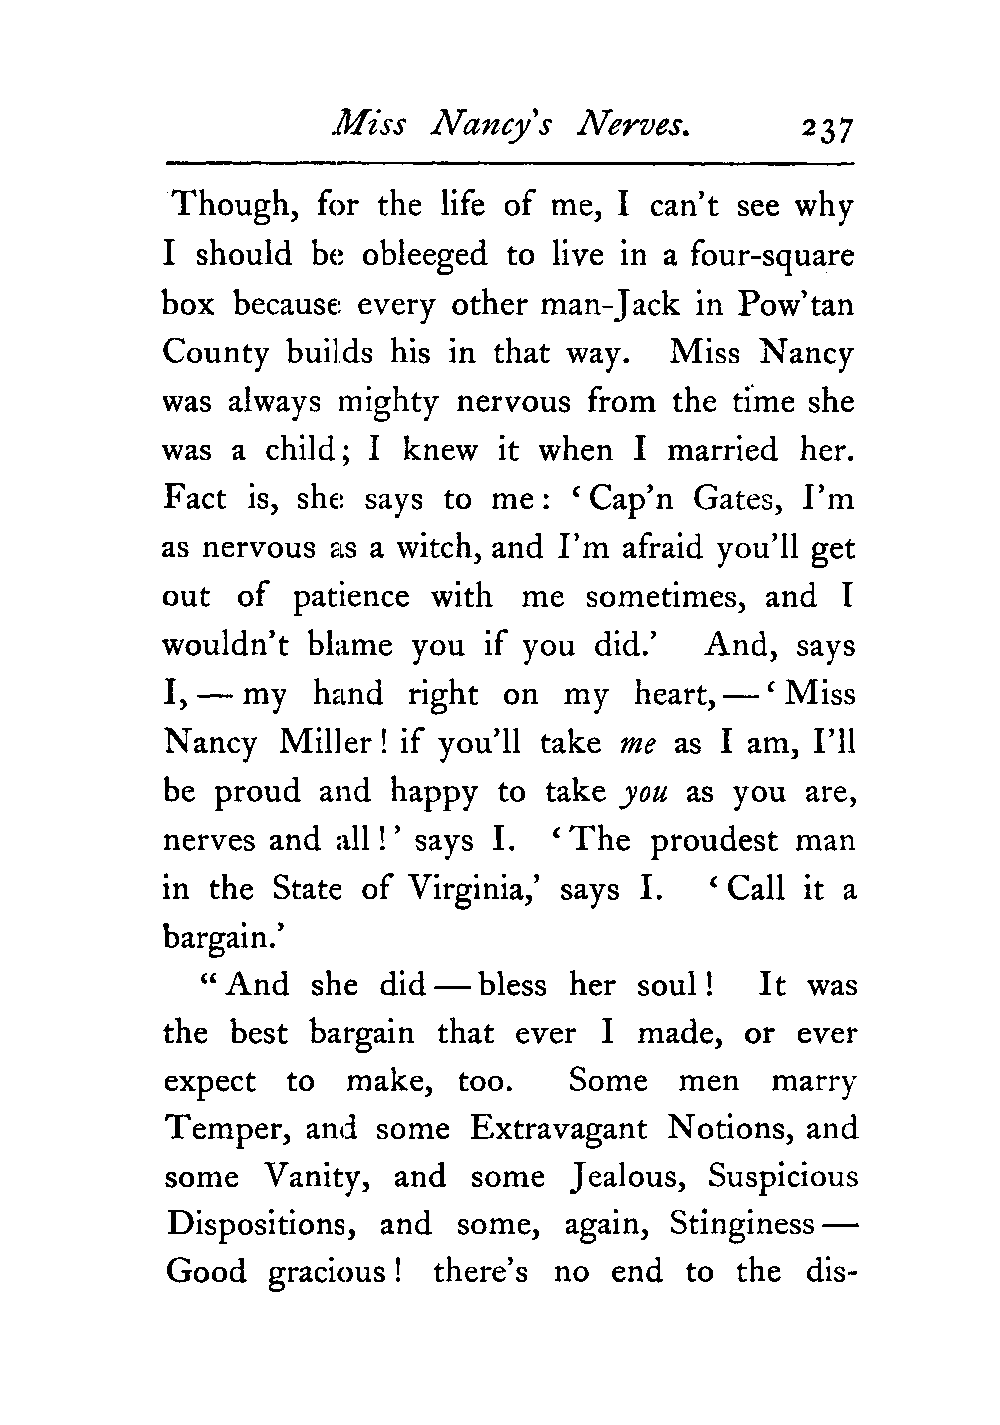 Miss Nancy's Nerves. 237
Though, for the life of me, I can't see why
I should be obleeged to live in a four-square
box because every other man-Jack in Pow'tan
County builds his in that way. Miss Nancy
was always mighty nervous from the time she
was a child; I knew it when I married her.
Fact is, she says to me: ‘Cap'n Gates, I'm
as nervous as a witch, and I'm afraid you'll get
out of patience with me sometimes, and I
wouldn't blame you if you did.’ And, says
I, — my hand right on my heart, — ‘Miss
Nancy Miller! if you'll take me as I am, I'll
be proud and happy to take you as you are,
nerves and all!’ says I. ‘The proudest man
in the State of Virginia,’ says I. ‘Call it a
bargain.’
“And she did — bless her soul! It was
the best bargain that ever I made, or ever
expect to make, too. Some men marry
Temper, and some Extravagant Notions, and
some Vanity, and some Jealous, Suspicious
Dispositions, and some, again, Stinginess —
Good gracious! there's no end to the dis-